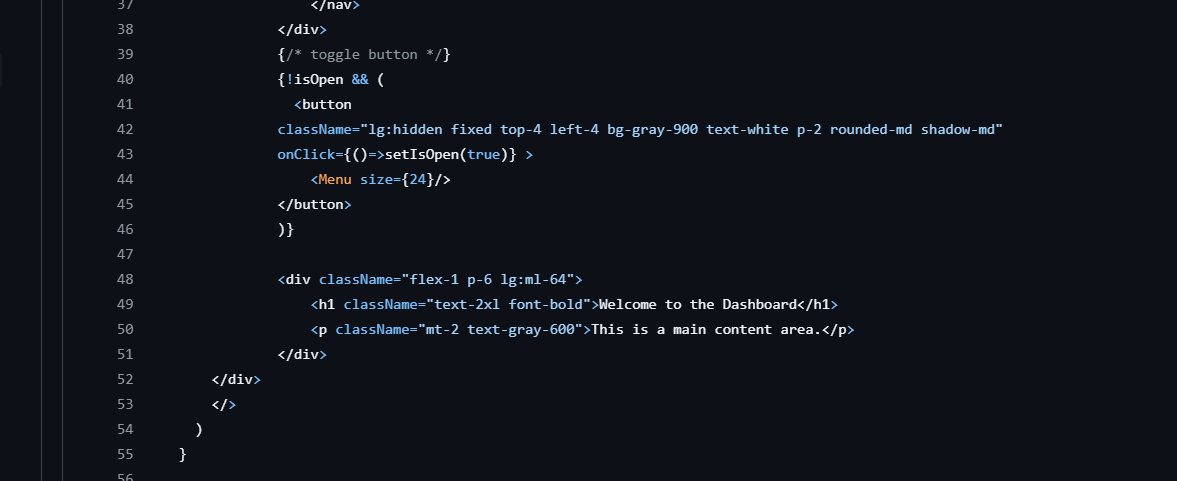 37 </nav>
38 </div>
39 {/* toggle button */}
40 {!isOpen && (
41 <button
42 className="lg:hidden fixed top-4 left-4 bg-gray-900 text-white p-2 rounded-md shadow-md"
43 onClick={()=>setIsOpen(true)} >
44 <Menu size={24}/>
45 </button>
46 )}
47
48 <div className="flex-1 p-6 lg:ml-64">
49 <h1 className="text-2xl font-bold">Welcome to the Dashboard</h1>
50 <p className="mt-2 text-gray-600">This is a main content area.</p>
51 </div>
52 </div>
53 </>
54 )
55 }
56